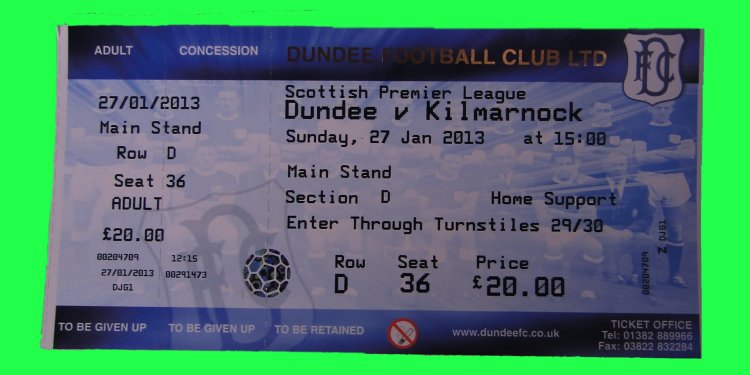 ADULT CONCESSION DUNDEE FOOTBALL CLUB LTD
DFC
27/01/2013
Main Stand
Row D
Seat 36
ADULT
£20.00
00204709 12:15
27/01/2013 00291473
DJG1
Scottish Premier League
Dundee v Kilmarnock
Sunday, 27 Jan 2013 at 15:00
Main Stand
Section D Home Support
Enter Through Turnstiles 29/30
Row Seat Price
D 36 £20.00
00204709 Z DJG1
TO BE GIVEN UP TO BE GIVEN UP TO BE RETAINED
www.dundeefc.co.uk
TICKET OFFICE
Tel: 01382 889966
Fax: 03822 832284